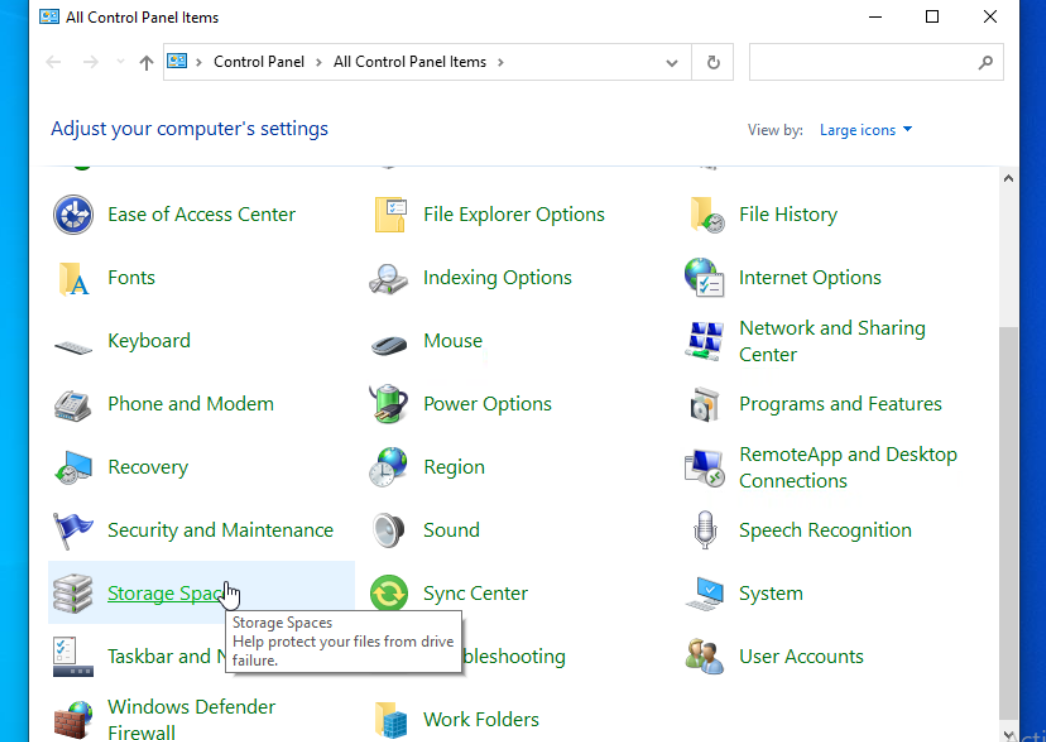 All Control Panel Items
Control Panel
All Control Panel Items
Adjust your computer's settings
View by: Large icons
Ease of Access Center
File Explorer Options
File History
Fonts
Indexing Options
Internet Options
Keyboard
Mouse
Network and Sharing
Center
Phone and Modem
Power Options
Programs and Features
Recovery
Region
RemoteApp and Desktop
Connections
Security and Maintenance
Sound
Speech Recognition
Storage Spac
Sync Center
System
Storage Spaces
Help protect your files from drive
failure.
Taskbar and N
bleshooting
User Accounts
Windows Defender
Firewall
Work Folders
Acti